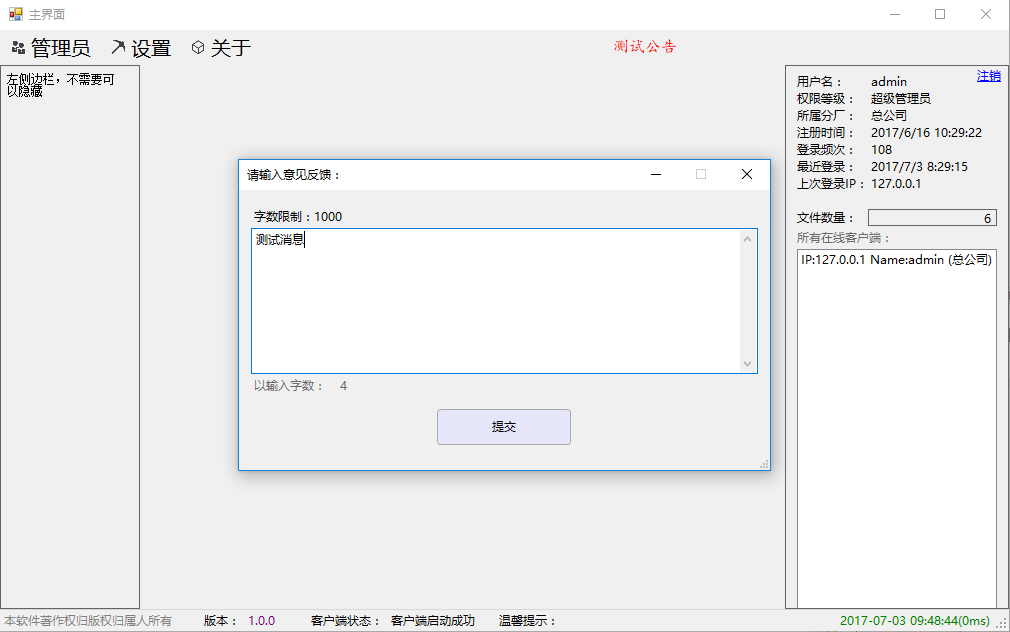 主界面
管理员 设置 关于
测试公告
左侧边栏，不需要可
以隐藏
注销
用户名： admin
权限等级： 超级管理员
所属分厂： 总公司
注册时间： 2017/6/16 10:29:22
登录频次： 108
最近登录： 2017/7/3 8:29:15
上次登录IP： 127.0.0.1
文件数量： 6
所有在线客户端：
IP:127.0.0.1 Name:admin (总公司)
请输入意见反馈：
字数限制：1000
测试消息
以输入字数： 4
提交
本软件著作权归版权归属人所有 版本： 1.0.0 客户端状态： 客户端启动成功 温馨提示： 2017-07-03 09:48:44(0ms)